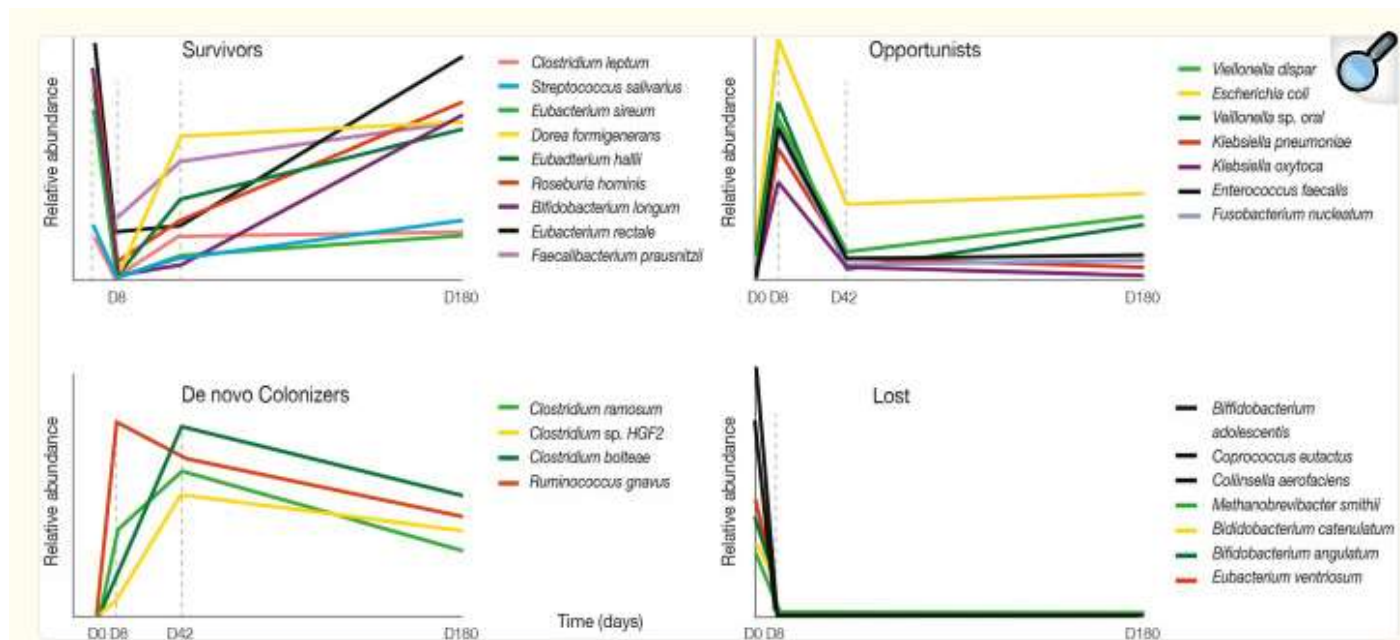 Survivors
Relative abundance
Clostridium leptum
Streptococcus salivarius
Eubacterium sireum
Dorea formigenerans
Eubadterium hallii
Roseburia hominis
Bifidobacterium longum
Eubacterium rectale
Faecalibacterium prausnitzii
D8
D180
Opportunists
Relative abundance
Viellonella dispar
Escherichia coli
Veillonella sp. oral
Klebsiella pneumoniae
Klebsiella oxytoca
Enterococcus faecalis
Fusobacterium nucleatum
D0 D8
D42
D180
De novo Colonizers
Relative abundance
Clostridium ramosum
Clostridium sp. HGF2
Clostridium bolteae
Ruminococcus gnavus
D0 D8
D42
Time (days)
D180
Lost
Relative abundance
Biffidobacterium
adolescentis
Coprococcus eutactus
Collinsella aerofaciens
Methanobrevibacter smithii
Bididobacterium catenulatum
Bifidobacterium angulatum
Eubacterium ventriosum
D0 D8
D180